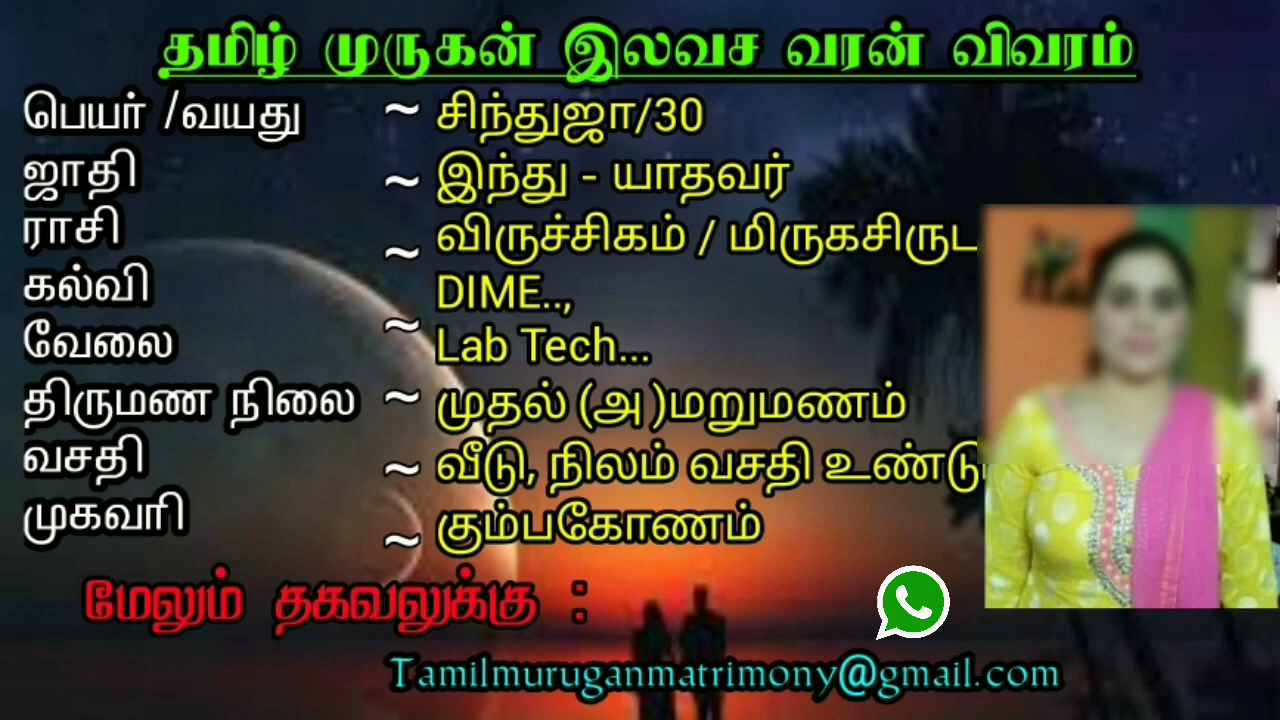 தமிழ் முருகன் இலவச வரன் விவரம்
பெயர் /வயது ~ சிந்துஜா/30
ஜாதி ~ இந்து - யாதவர்
ராசி ~ விருச்சிகம் / மிருகசிருட
கல்வி ~ DIME..,
வேலை ~ Lab Tech...
திருமண நிலை ~ முதல் (அ )மறுமணம்
வசதி ~ வீடு, நிலம் வசதி உண்டு
முகவரி ~ கும்பகோணம்
மேலும் தகவலுக்கு :
Tamilmuruganmatrimony@gmail.com